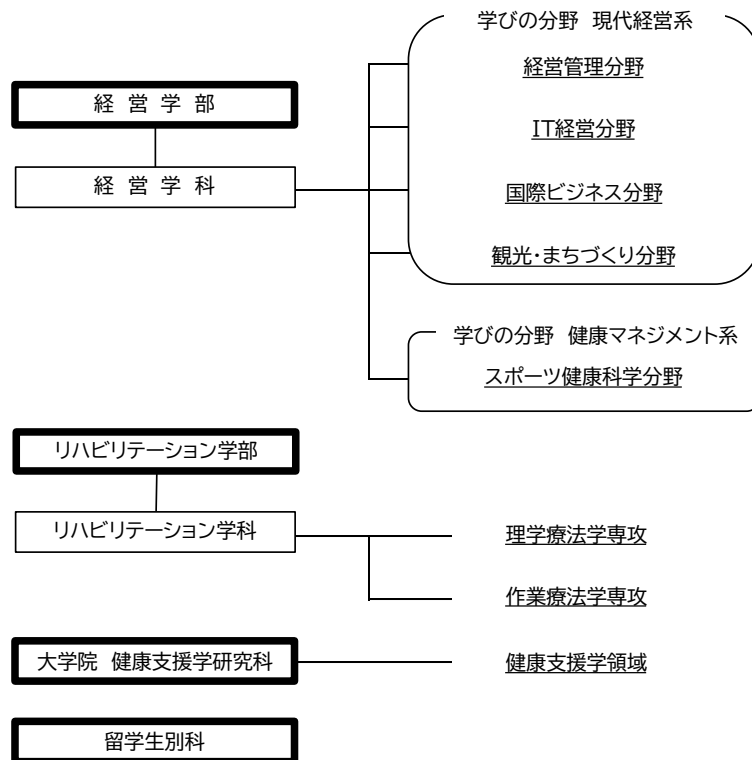 学びの分野 現代経営系
経営管理分野
経 営 学 部
IT経営分野
経 営 学 科
国際ビジネス分野
観光・まちづくり分野
学びの分野 健康マネジメント系
スポーツ健康科学分野
リハビリテーション学部
リハビリテーション学科
理学療法学専攻
作業療法学専攻
大学院 健康支援学研究科
健康支援学領域
留学生別科